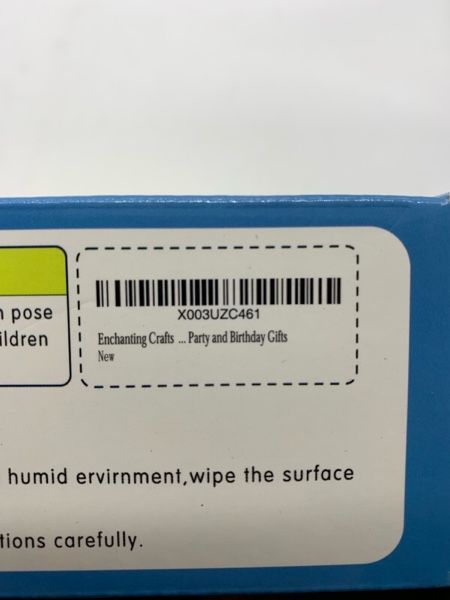 n pose
ildren
X003UZC461
Enchanting Crafts ... Party and Birthday Gifts
New
humid ervirnment,wipe the surface
tions carefully.